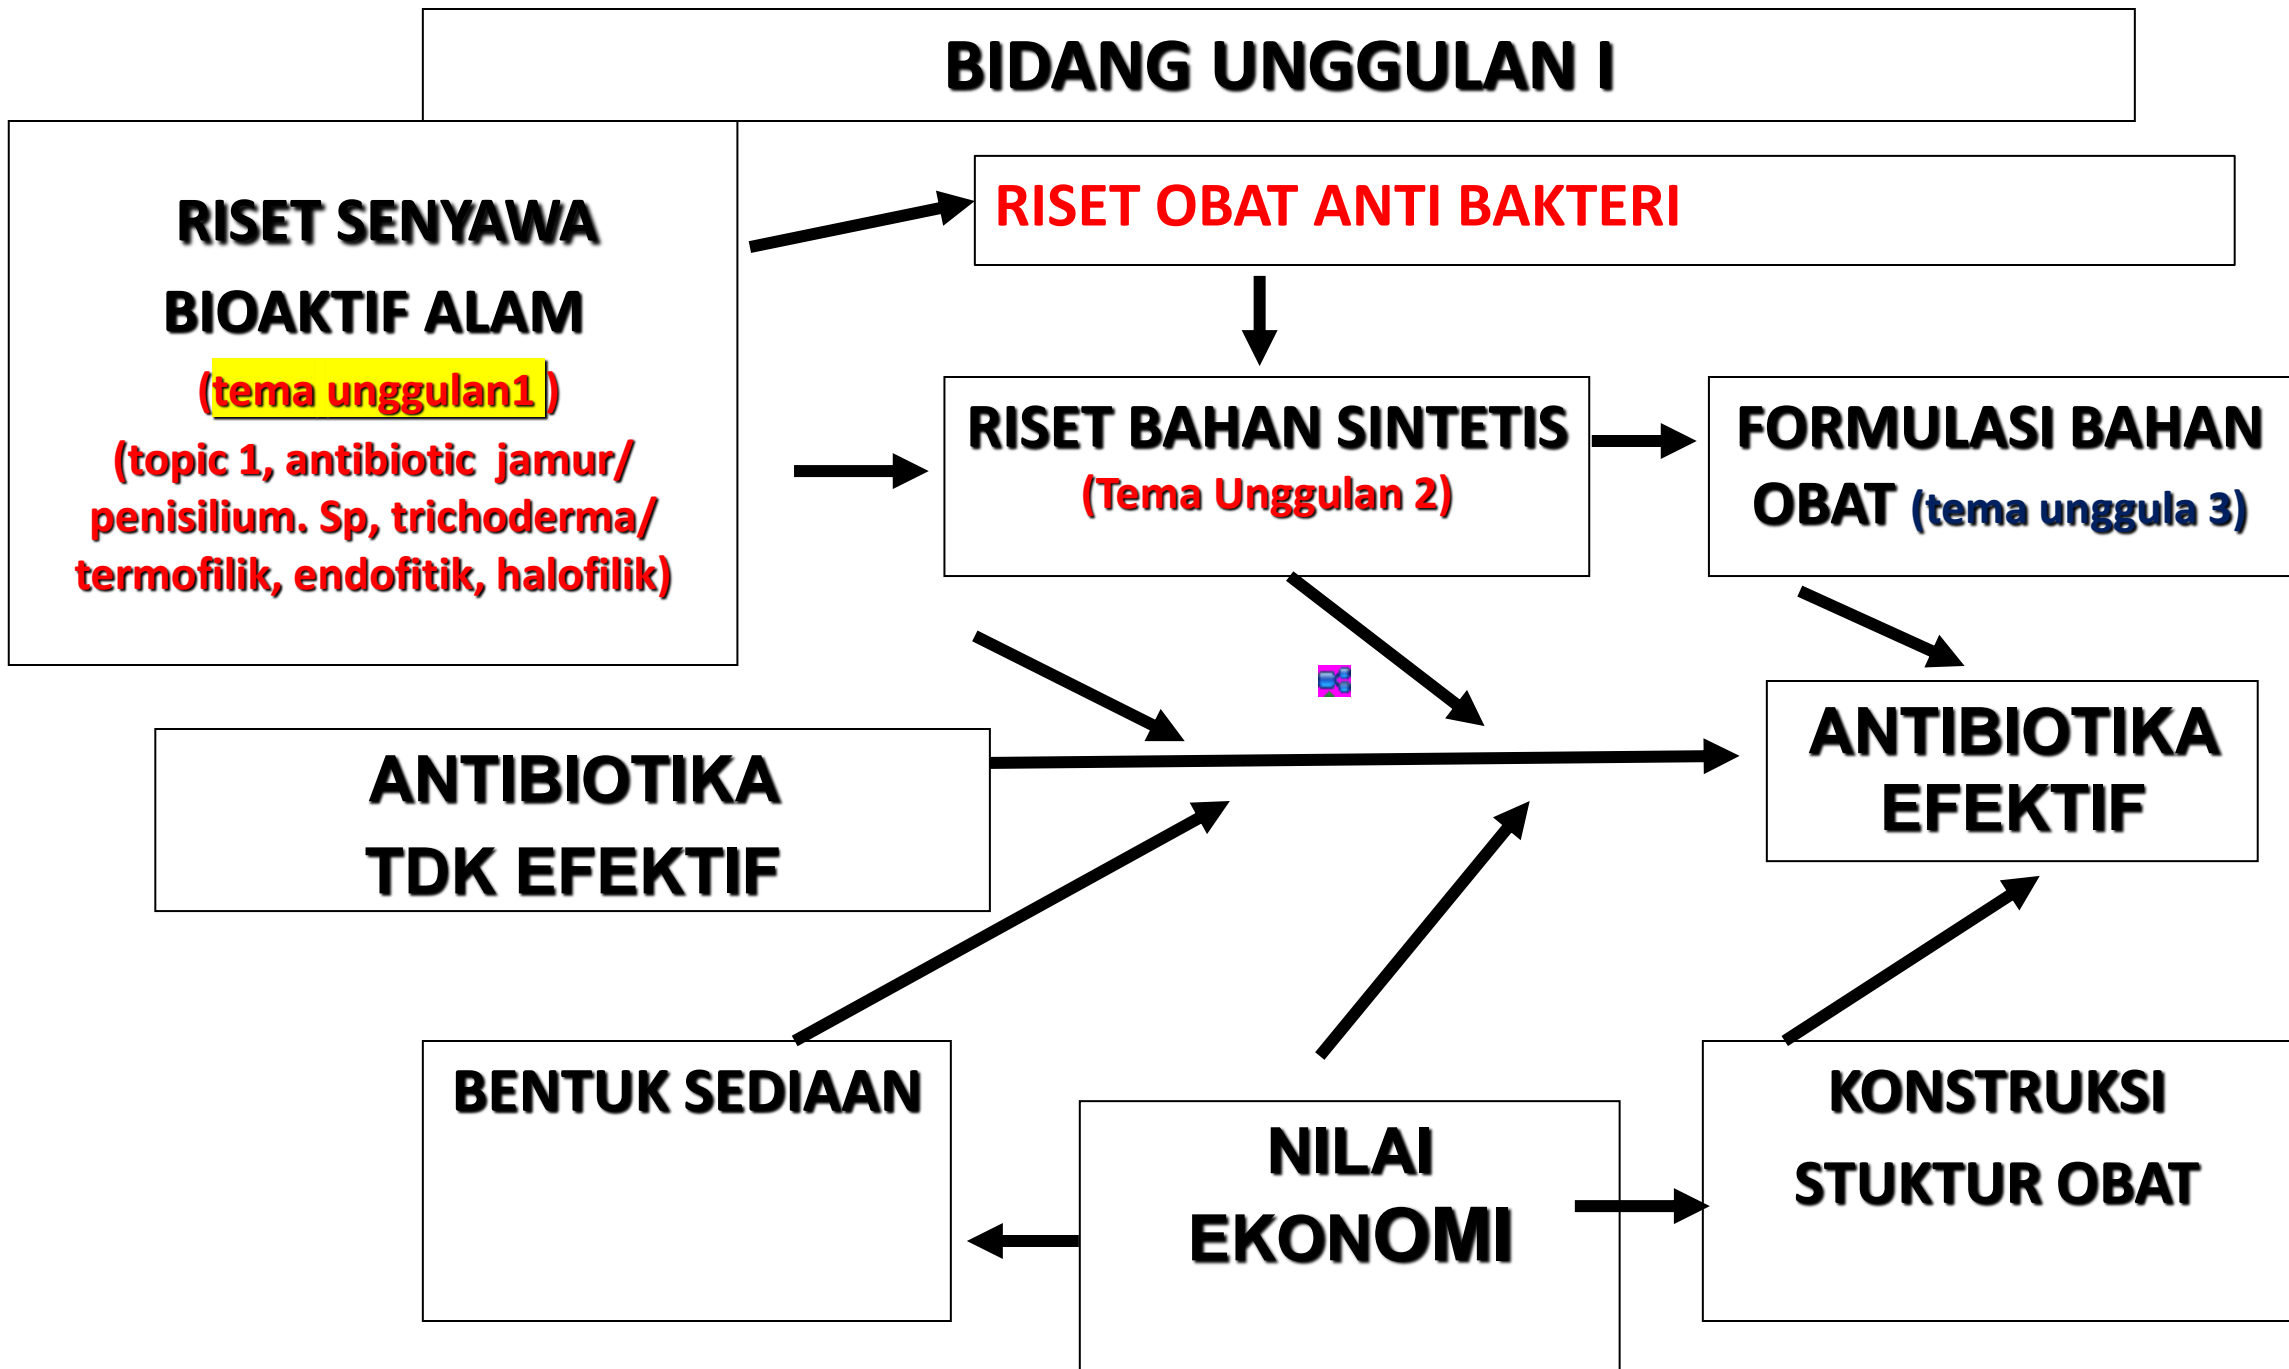 BIDANG UNGGULAN I
RISET SENYAWA
BIOAKTIF ALAM
(tema unggulan1 )
(topic 1, antibiotic jamur/
penisilium. Sp, trichoderma/
termofilik, endofitik, halofilik)
RISET OBAT ANTI BAKTERI
RISET BAHAN SINTETIS
(Tema Unggulan 2)
FORMULASI BAHAN
OBAT (tema unggula 3)
ANTIBIOTIKA
TDK EFEKTIF
ANTIBIOTIKA
EFEKTIF
BENTUK SEDIAAN
NILAI
EKONOMI
KONSTRUKSI
STUKTUR OBAT